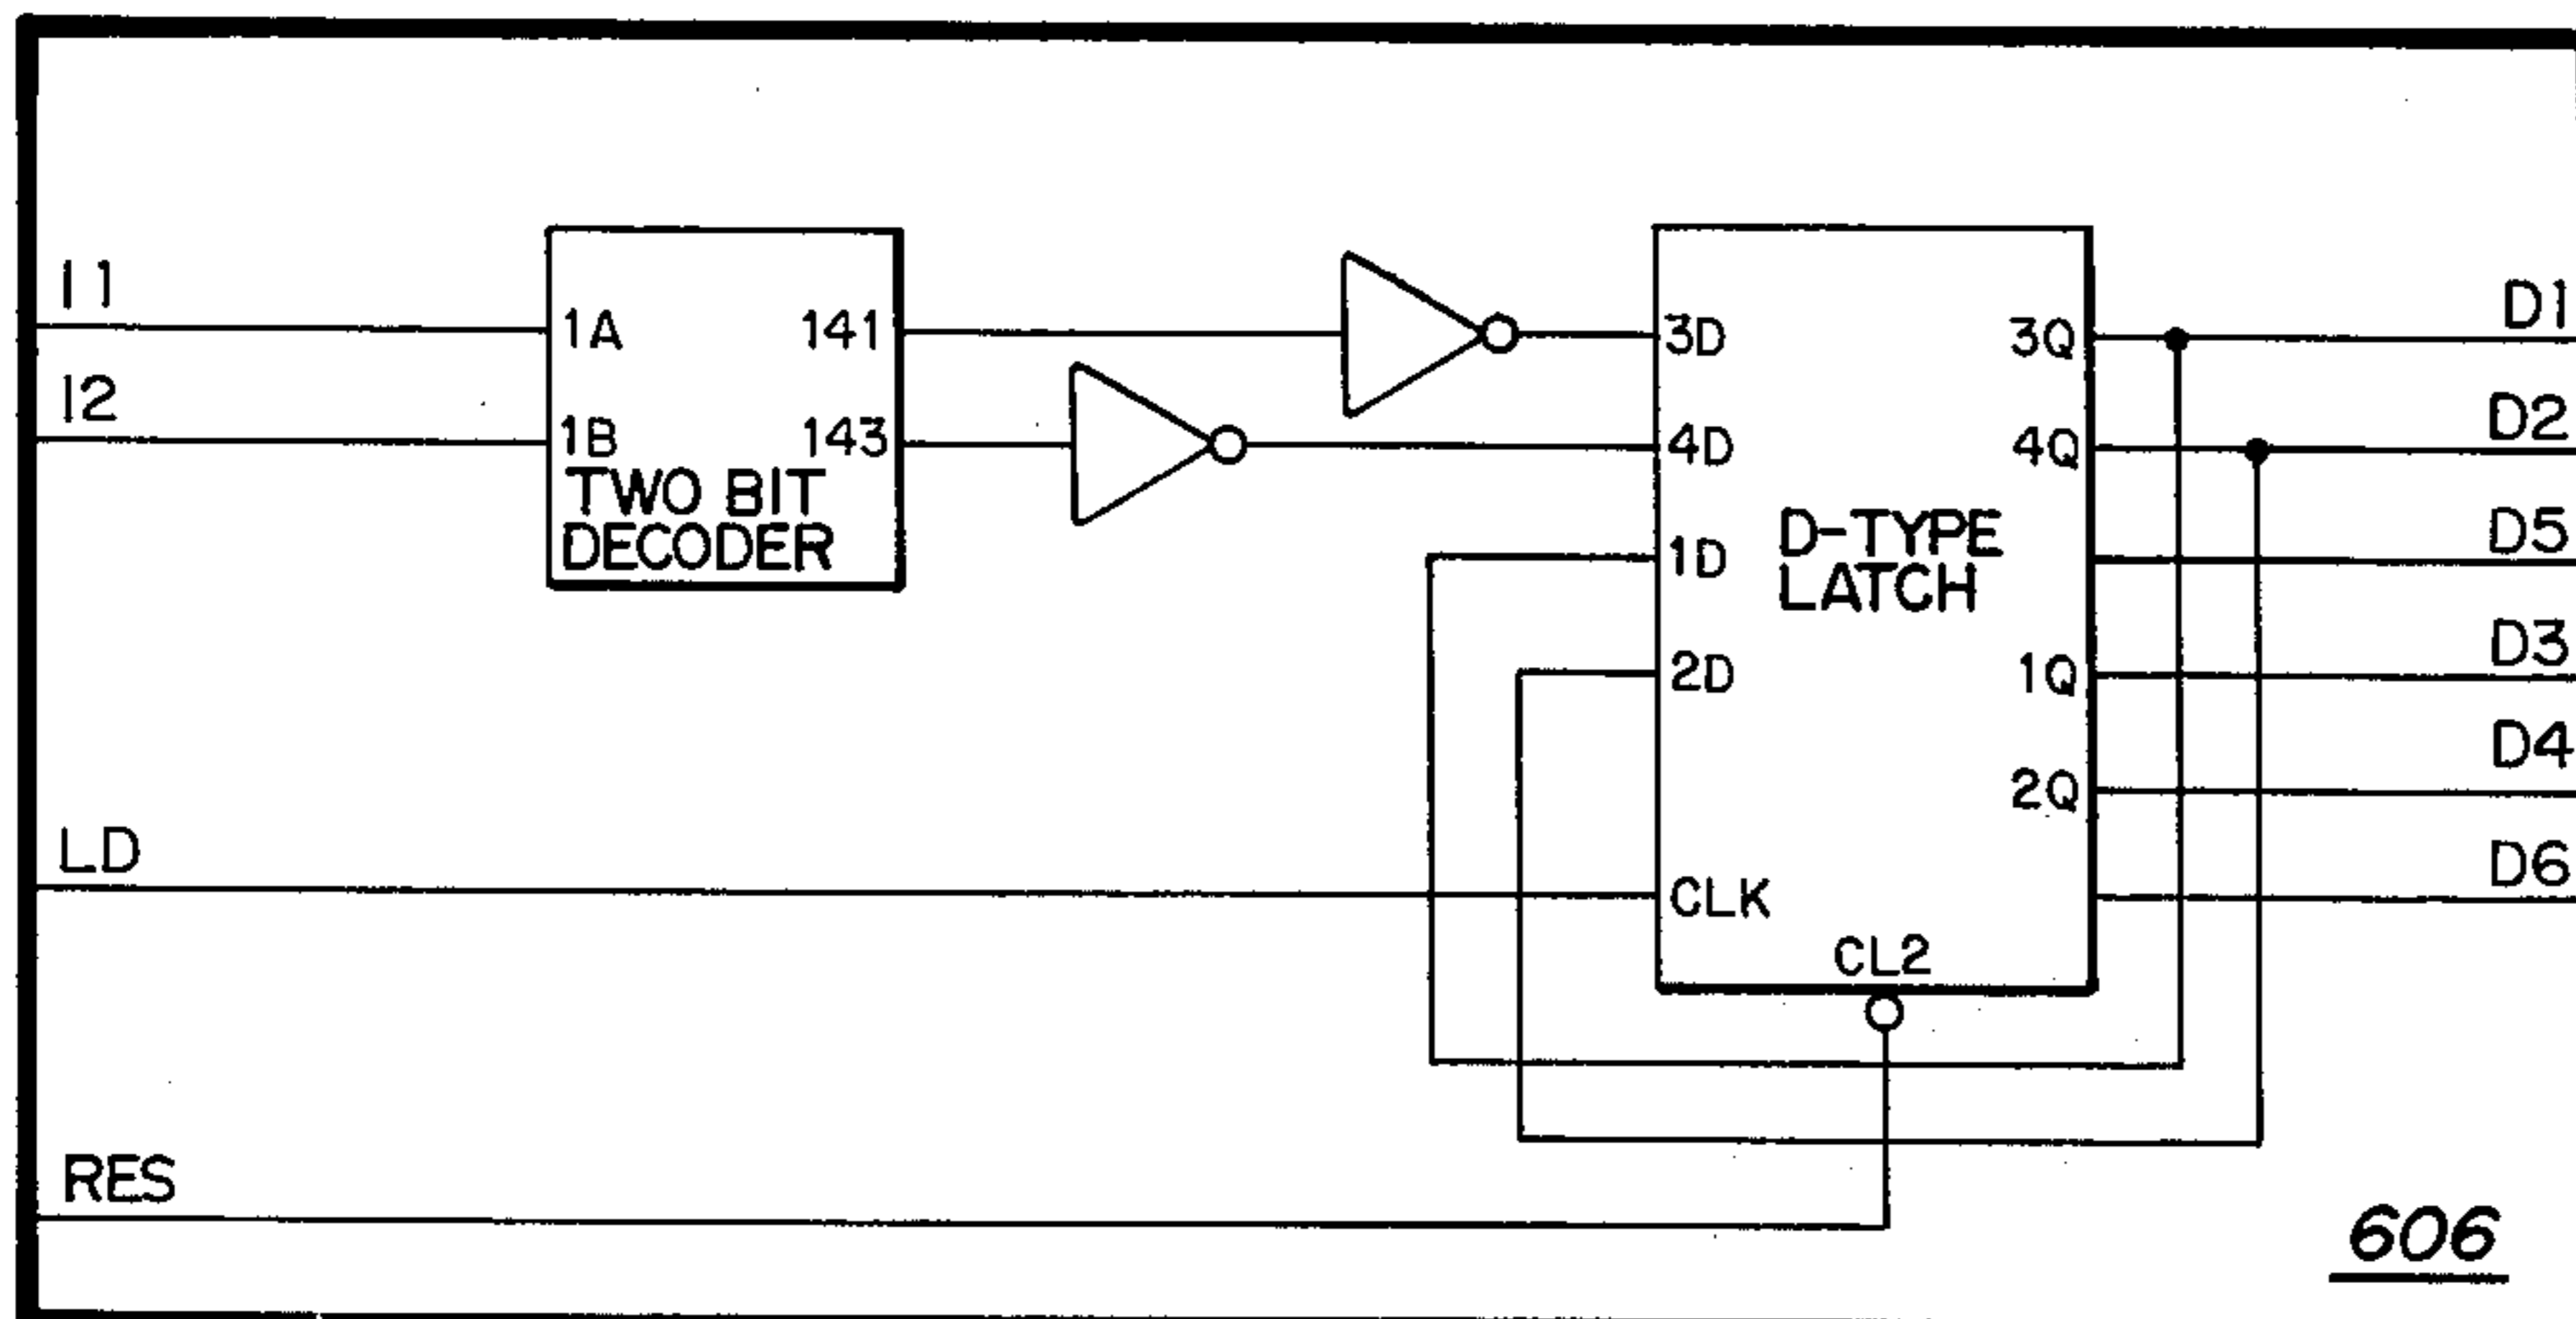 I1
I2
LD
RES
1A
1B
141
143
TWO BIT
DECODER
3D
4D
1D
2D
CLK
CL2
D-TYPE
LATCH
3Q
4Q
1Q
2Q
D1
D2
D5
D3
D4
D6
606